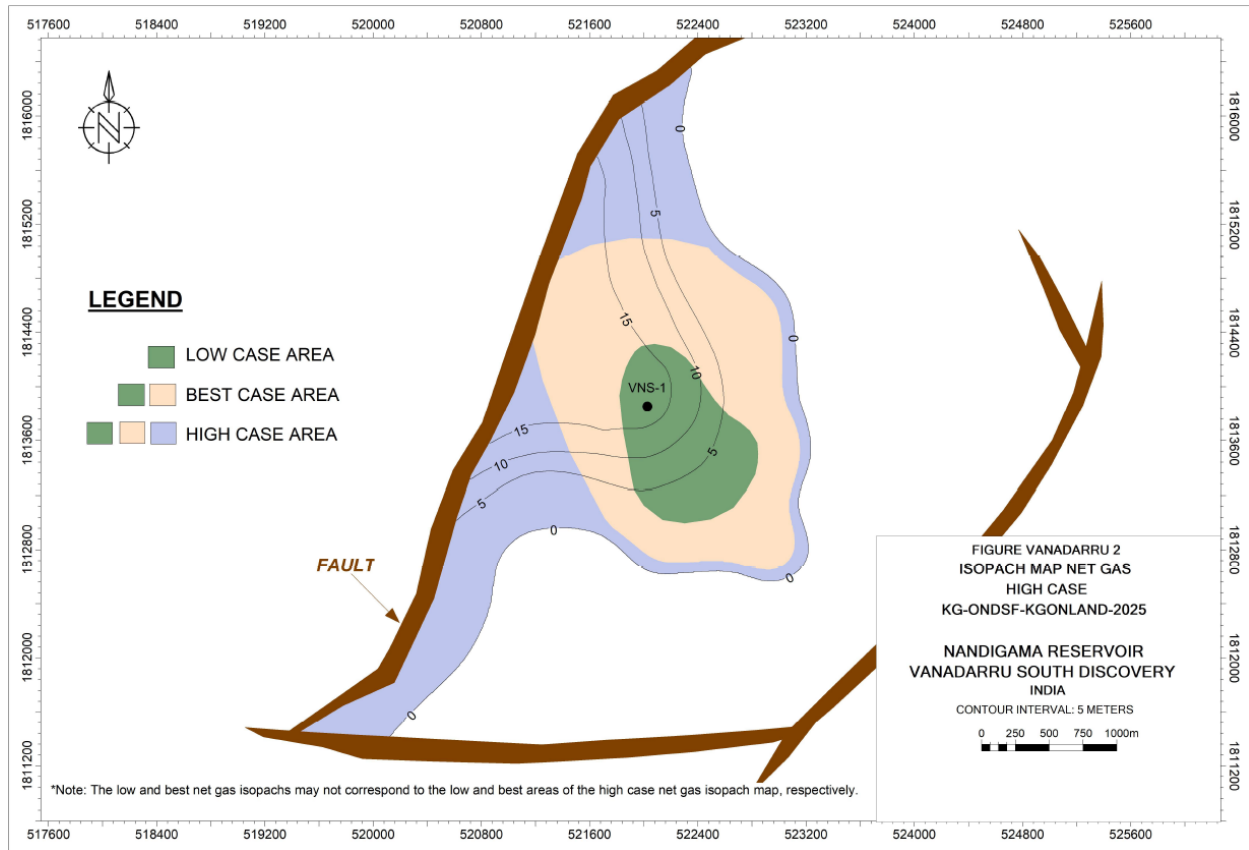 517600 518400 519200 520000 520800 521600 522400 523200 524000 524800 525600
1816000
1815200
1814400
1813600
1812800
1812000
1811200
N
LEGEND
LOW CASE AREA
BEST CASE AREA
HIGH CASE AREA
0
5
15
0
10
VNS-1
15
10
5
5
0
0
0
FAULT
FIGURE VANADARRU 2
ISOPACH MAP NET GAS
HIGH CASE
KG-ONDSF-KGONLAND-2025
NANDIGAMA RESERVOIR
VANADARRU SOUTH DISCOVERY
INDIA
CONTOUR INTERVAL: 5 METERS
0 250 500 750 1000m
*Note: The low and best net gas isopachs may not correspond to the low and best areas of the high case net gas isopach map, respectively.
1816000
1815200
1814400
1813600
1812800
1812000
1811200
517600 518400 519200 520000 520800 521600 522400 523200 524000 524800 525600